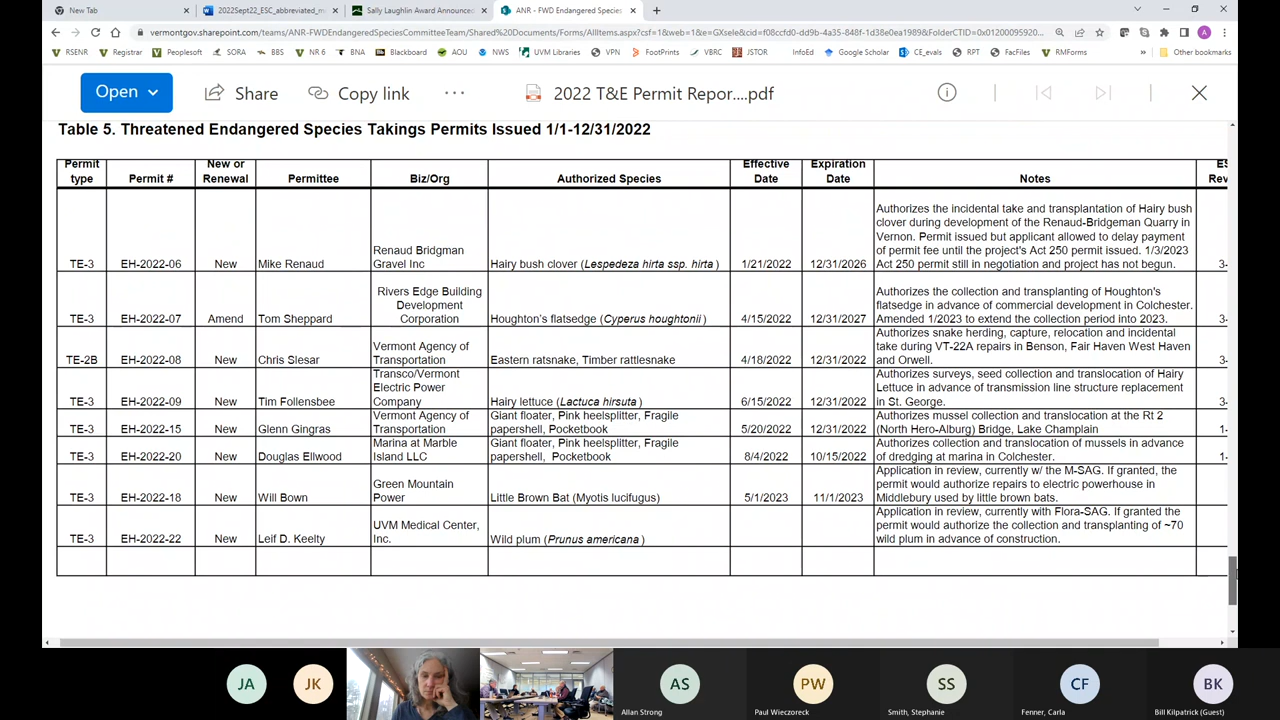 New Tab
2022Sept22_ESC_abbreviated_m
Sally Laughlin Award Announced
ANR - FWD Endangered Species
vermontgov.sharepoint.com/teams/ANR-FWDEndangeredSpeciesCommitteeTeam/Shared%20Documents/Forms/AllItems.aspx?csf=1&web=1&e=GXsele&cid=f08ccfd0-dd9b-4a35-848f-1d38e0ea1989&FolderCTID=0x01200095920...
RSENR Registrar Peoplesoft SORA BBS NR 6 BNA Blackboard AOU NWS UVM Libraries VPN FootPrints VBRC JSTOR InfoEd Google Scholar CE_evals RPT FacFiles RMForms Other bookmarks
Open Share Copy link ... 2022 T&E Permit Repor....pdf
Table 5. Threatened Endangered Species Takings Permits Issued 1/1-12/31/2022
Permit type
Permit #
New or Renewal
Permittee
Biz/Org
Authorized Species
Effective Date
Expiration Date
Notes
ES
Rev
TE-3 EH-2022-06 New Mike Renaud
Renaud Bridgman
Gravel Inc
Hairy bush clover (Lespedeza hirta ssp. hirta )
1/21/2022 12/31/2026
Authorizes the incidental take and transplantation of Hairy bush
clover during development of the Renaud-Bridgeman Quarry in
Vernon. Permit issued but applicant allowed to delay payment
of permit fee until the project's Act 250 permit issued. 1/3/2023
Act 250 permit still in negotiation and project has not begun.
3-
TE-3 EH-2022-07 Amend Tom Sheppard
Rivers Edge Building
Development
Corporation
Houghton's flatsedge (Cyperus houghtonii )
4/15/2022 12/31/2027
Authorizes the collection and transplanting of Houghton's
flatsedge in advance of commercial development in Colchester.
Amended 1/2023 to extend the collection period into 2023.
3-
TE-2B EH-2022-08 New Chris Slesar
Vermont Agency of
Transportation
Eastern ratsnake, Timber rattlesnake
4/18/2022 12/31/2022
Authorizes snake herding, capture, relocation and incidental
take during VT-22A repairs in Benson, Fair Haven West Haven
and Orwell.
3-
TE-3 EH-2022-09 New Tim Follensbee
Transco/Vermont
Electric Power
Company
Hairy lettuce (Lactuca hirsuta )
6/15/2022 12/31/2022
Authorizes surveys, seed collection and translocation of Hairy
Lettuce in advance of transmission line structure replacement
in St. George.
3-
TE-3 EH-2022-15 New Glenn Gingras
Vermont Agency of
Transportation
Giant floater, Pink heelsplitter, Fragile
papershell, Pocketbook
5/20/2022 12/31/2022
Authorizes mussel collection and translocation at the Rt 2
(North Hero-Alburg) Bridge, Lake Champlain
1-
TE-3 EH-2022-20 New Douglas Ellwood
Marina at Marble
Island LLC
Giant floater, Pink heelsplitter, Fragile
papershell, Pocketbook
8/4/2022 10/15/2022
Authorizes collection and translocation of mussels in advance
of dredging at marina in Colchester.
1-
TE-3 EH-2022-18 New Will Bown
Green Mountain
Power
Little Brown Bat (Myotis lucifugus)
5/1/2023 11/1/2023
Application in review, currently w/ the M-SAG. If granted, the
permit would authorize repairs to electric powerhouse in
Middlebury used by little brown bats.
TE-3 EH-2022-22 New Leif D. Keelty
UVM Medical Center,
Inc.
Wild plum (Prunus americana )
Application in review, currently with Flora-SAG. If granted the
permit would authorize the collection and transplanting of ~70
wild plum in advance of construction.
JA JK AS PW SS CF BK
Allan Strong Paul Wieczoreck Smith, Stephanie Fenner, Carla Bill Kilpatrick (Guest)